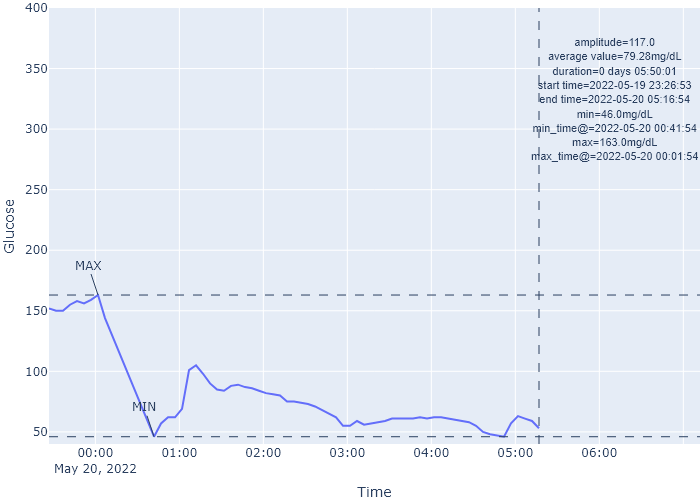 400
350
300
250
200
150
100
50
Glucose
amplitude=117.0
average value=79.28mg/dL
duration=0 days 05:50:01
start time=2022-05-19 23:26:53
end time=2022-05-20 05:16:54
min=46.0mg/dL
min_time@=2022-05-20 00:41:54
max=163.0mg/dL
max_time@=2022-05-20 00:01:54
MAX
MIN
00:00 01:00 02:00 03:00 04:00 05:00 06:00
May 20, 2022
Time